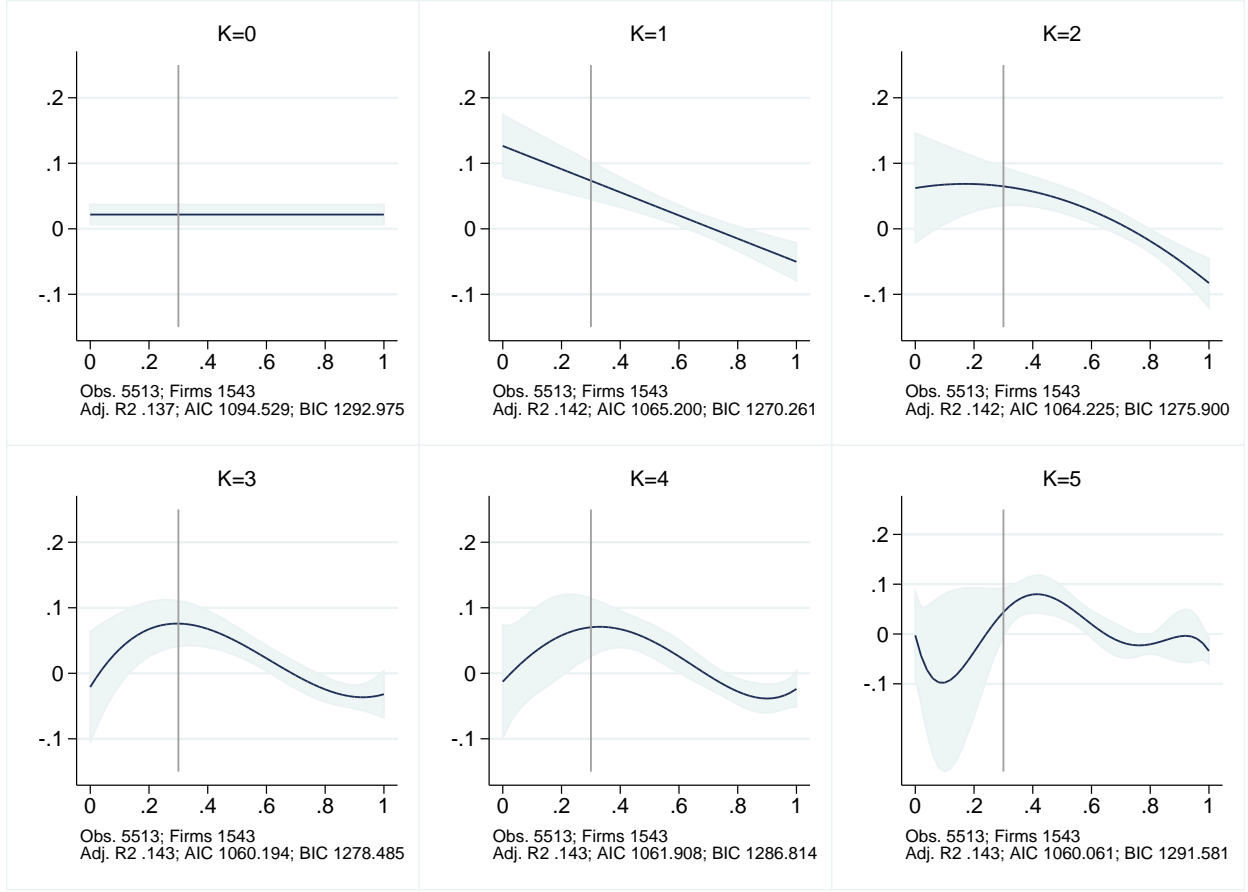 K=0
.2
.1
0
-.1
0 .2 .4 .6 .8 1
Obs. 5513; Firms 1543
Adj. R2 .137; AIC 1094.529; BIC 1292.975
K=1
.2
.1
0
-.1
0 .2 .4 .6 .8 1
Obs. 5513; Firms 1543
Adj. R2 .142; AIC 1065.200; BIC 1270.261
K=2
.2
.1
0
-.1
0 .2 .4 .6 .8 1
Obs. 5513; Firms 1543
Adj. R2 .142; AIC 1064.225; BIC 1275.900
K=3
.2
.1
0
-.1
0 .2 .4 .6 .8 1
Obs. 5513; Firms 1543
Adj. R2 .143; AIC 1060.194; BIC 1278.485
K=4
.2
.1
0
-.1
0 .2 .4 .6 .8 1
Obs. 5513; Firms 1543
Adj. R2 .143; AIC 1061.908; BIC 1286.814
K=5
.2
.1
0
-.1
0 .2 .4 .6 .8 1
Obs. 5513; Firms 1543
Adj. R2 .143; AIC 1060.061; BIC 1291.581